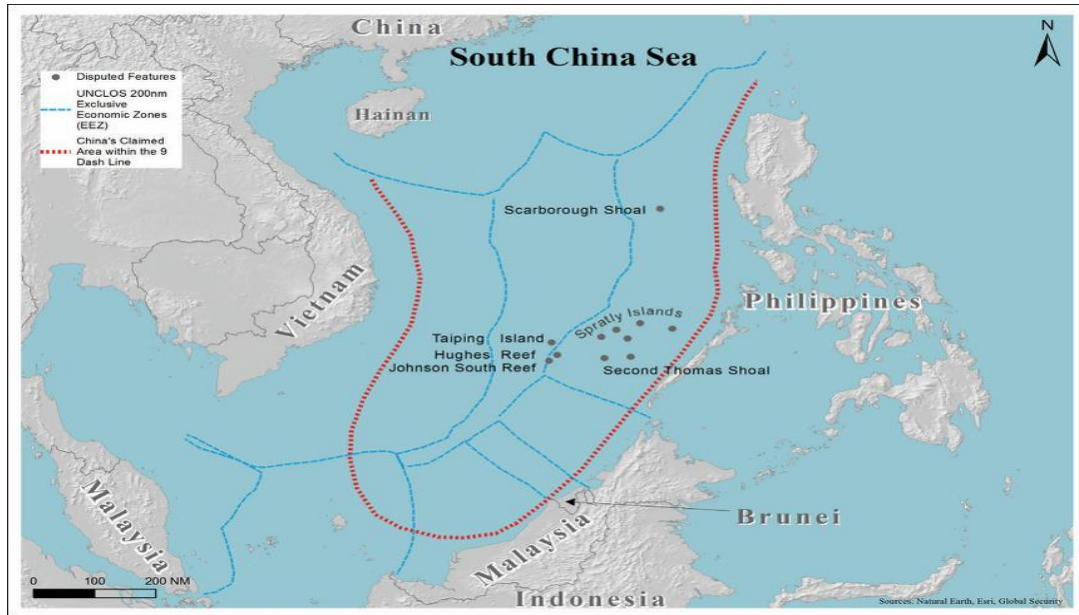 China
South China Sea
N
Disputed Features
UNCLOS 200nm
Exclusive
Economic Zones
(EEZ)
China's Claimed
Area within the 9
Dash Line
Hainan
Scarborough Shoal
Vietnam
Philippines
Spratly Islands
Taiping Island
Hughes Reef
Johnson South Reef
Second Thomas Shoal
Malaysia
Brunei
Malaysia
Indonesia
0 100 200 NM
Sources: Natural Earth, Esri, Global Security